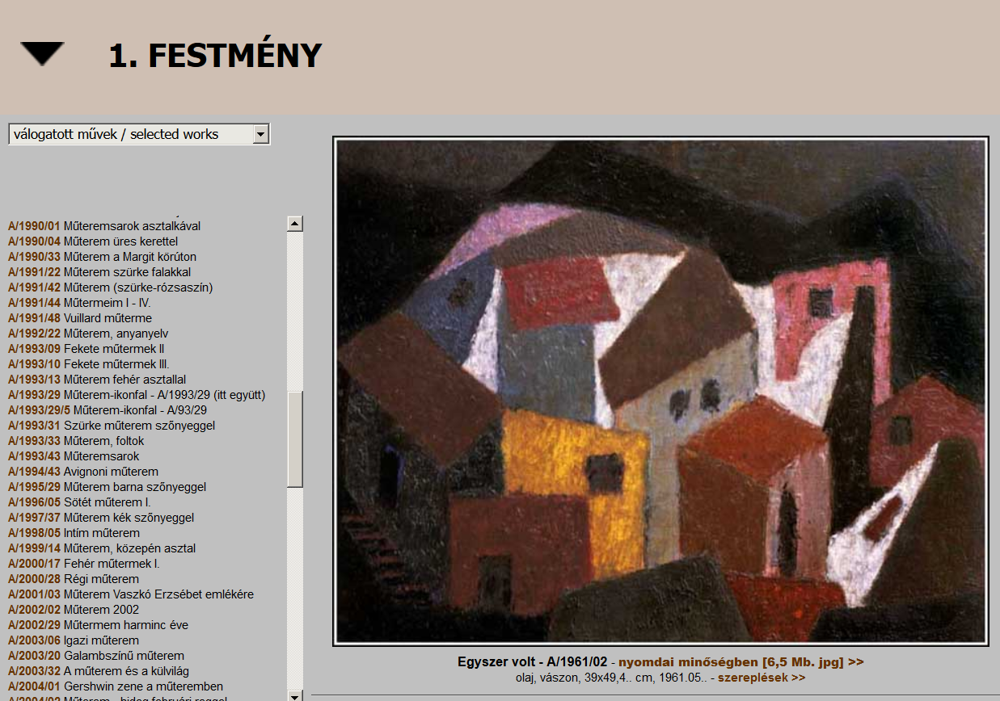 1. FESTMÉNY
válogatott művek / selected works
A/1990/01 Műteremsarok asztalkával
A/1990/04 Műterem üres kerettel
A/1990/33 Műterem a Margit körúton
A/1991/22 Műterem szürke falakkal
A/1991/42 Műterem (szürke-rózsaszín)
A/1991/44 Műtermeim I - IV.
A/1991/48 Vuillard műterme
A/1992/22 Műterem, anyanyelv
A/1993/09 Fekete műtermek II
A/1993/10 Fekete műtermek III.
A/1993/13 Műterem fehér asztallal
A/1993/29 Műterem-ikonfal - A/1993/29 (itt együtt)
A/1993/29/5 Műterem-ikonfal - A/93/29
A/1993/31 Szürke műterem szőnyeggel
A/1993/33 Műterem, foltok
A/1993/43 Műteremsarok
A/1994/43 Avignoni műterem
A/1995/29 Műterem barna szőnyeggel
A/1996/05 Sötét műterem I.
A/1997/37 Műterem kék szőnyeggel
A/1998/05 Intím műterem
A/1999/14 Műterem, közepén asztal
A/2000/17 Fehér műtermek I.
A/2000/28 Régi műterem
A/2001/03 Műterem Vaszkó Erzsébet emlékére
A/2002/02 Műterem 2002
A/2002/29 Műtermem harminc éve
A/2003/06 Igazi műterem
A/2003/20 Galambszínű műterem
A/2003/32 A műterem és a külvilág
A/2004/01 Gershwin zene a műteremben
Egyszer volt - A/1961/02 - nyomdai minőségben [6,5 Mb. jpg] >>
olaj, vászon, 39x49,4.. cm, 1961.05.. - szereplések >>